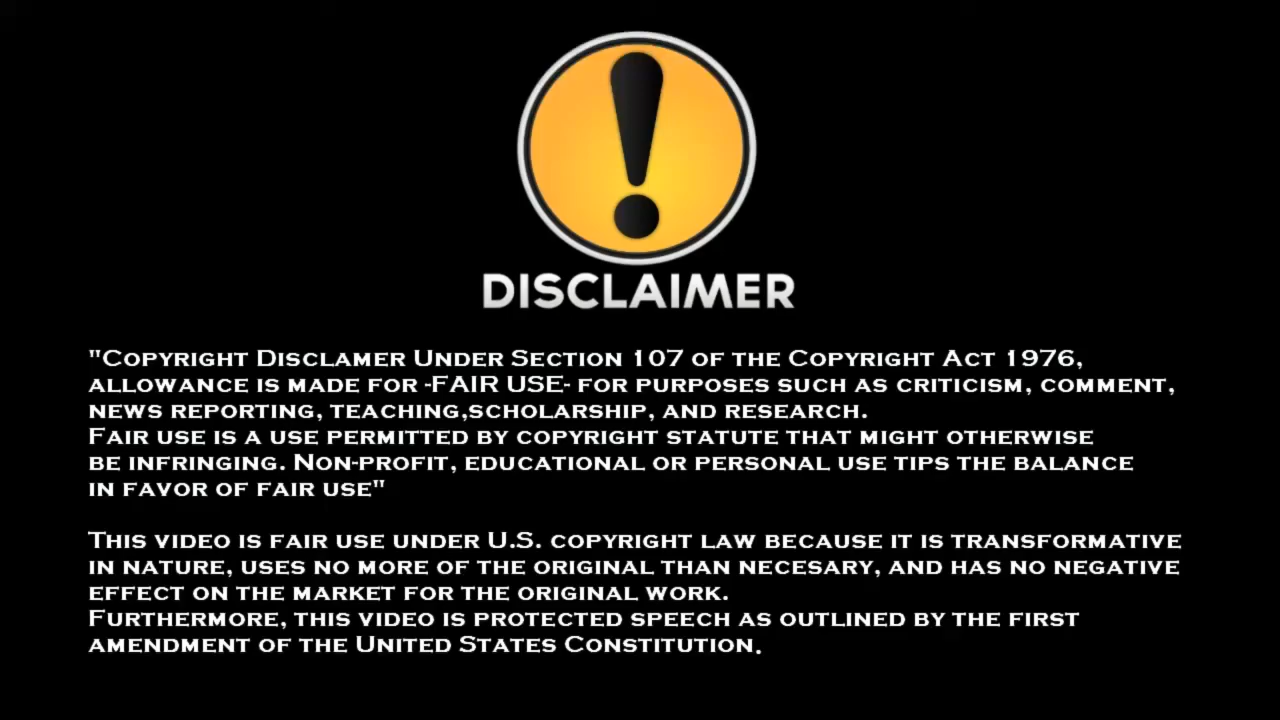 DISCLAIMER
"Copyright Disclamer Under Section 107 of the Copyright Act 1976,
allowance is made for -FAIR USE- for purposes such as criticism, comment,
news reporting, teaching,scholarship, and research.
Fair use is a use permitted by copyright statute that might otherwise
be infringing. Non-profit, educational or personal use tips the balance
in favor of fair use"
This video is fair use under U.S. copyright law because it is transformative
in nature, uses no more of the original than necesary, and has no negative
effect on the market for the original work.
Furthermore, this video is protected speech as outlined by the first
amendment of the United States Constitution.